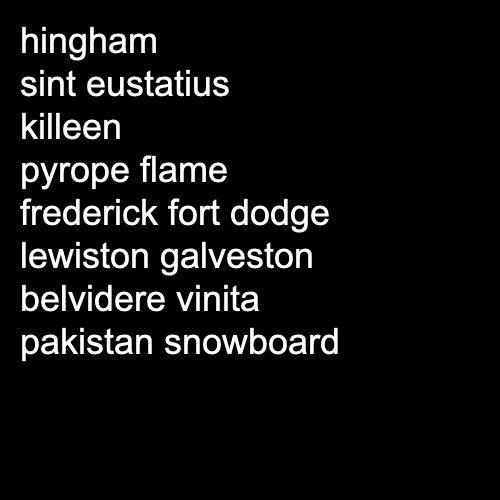 hingham
sint eustatius
killeen
pyrope flame
frederick fort dodge
lewiston galveston
belvidere vinita
pakistan snowboard